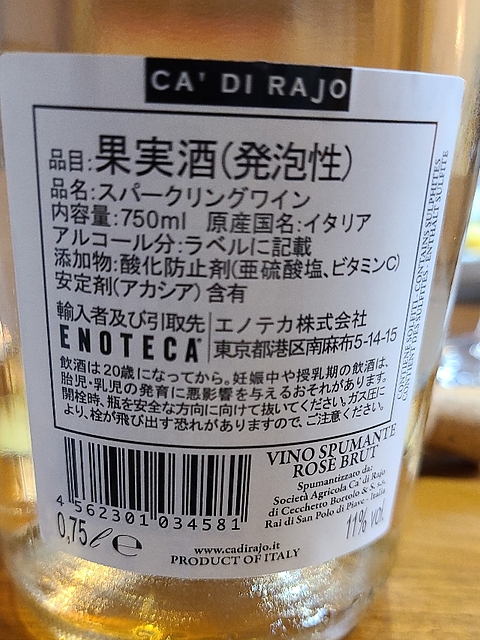 CA' DI RAJO
品目:果実酒(発泡性)
品名:スパークリングワイン
内容量:750ml 原産国名:イタリア
アルコール分:ラベルに記載
添加物:酸化防止剤(亜硫酸塩、ビタミンC)
安定剤(アカシア)含有
輸入者及び引取先 エノテカ株式会社
ENOTECA 東京都港区南麻布5-14-15
飲酒は20歳になってから。妊娠中や授乳期の飲酒は、
胎児・乳児の発育に悪影響を与えるおそれがあります。
開栓時、瓶を安全な方向に向けて抜いてください。ガス圧に
より、栓が飛び出す恐れがありますので、ご注意ください。
VINO SPUMANTE
ROSÉ BRUT
Spumantizzato da:
Società Agricola Ca' di Rajo
di Cecchetto Bortolo & S. s.s.
Rai di San Polo di Piave - Italia
4 562301 034581
0,75 ℓ e
11% vol.
www.cadirajo.it
PRODUCT OF ITALY
CONTIENE SOLFITI - CONTAINS SULPHITES
CONTIENT DES SULFITES - ENTHÄLT SULFITE